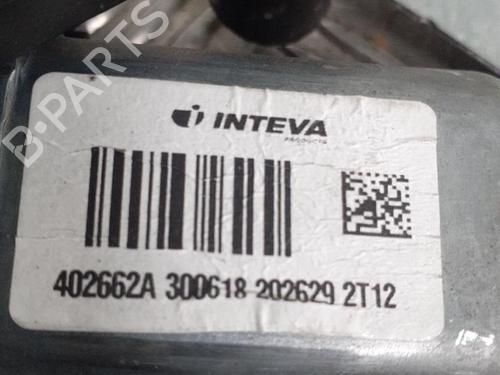 B-PARTS
INTEVA
PRODUCTS
402662A 300618 202629 2T12